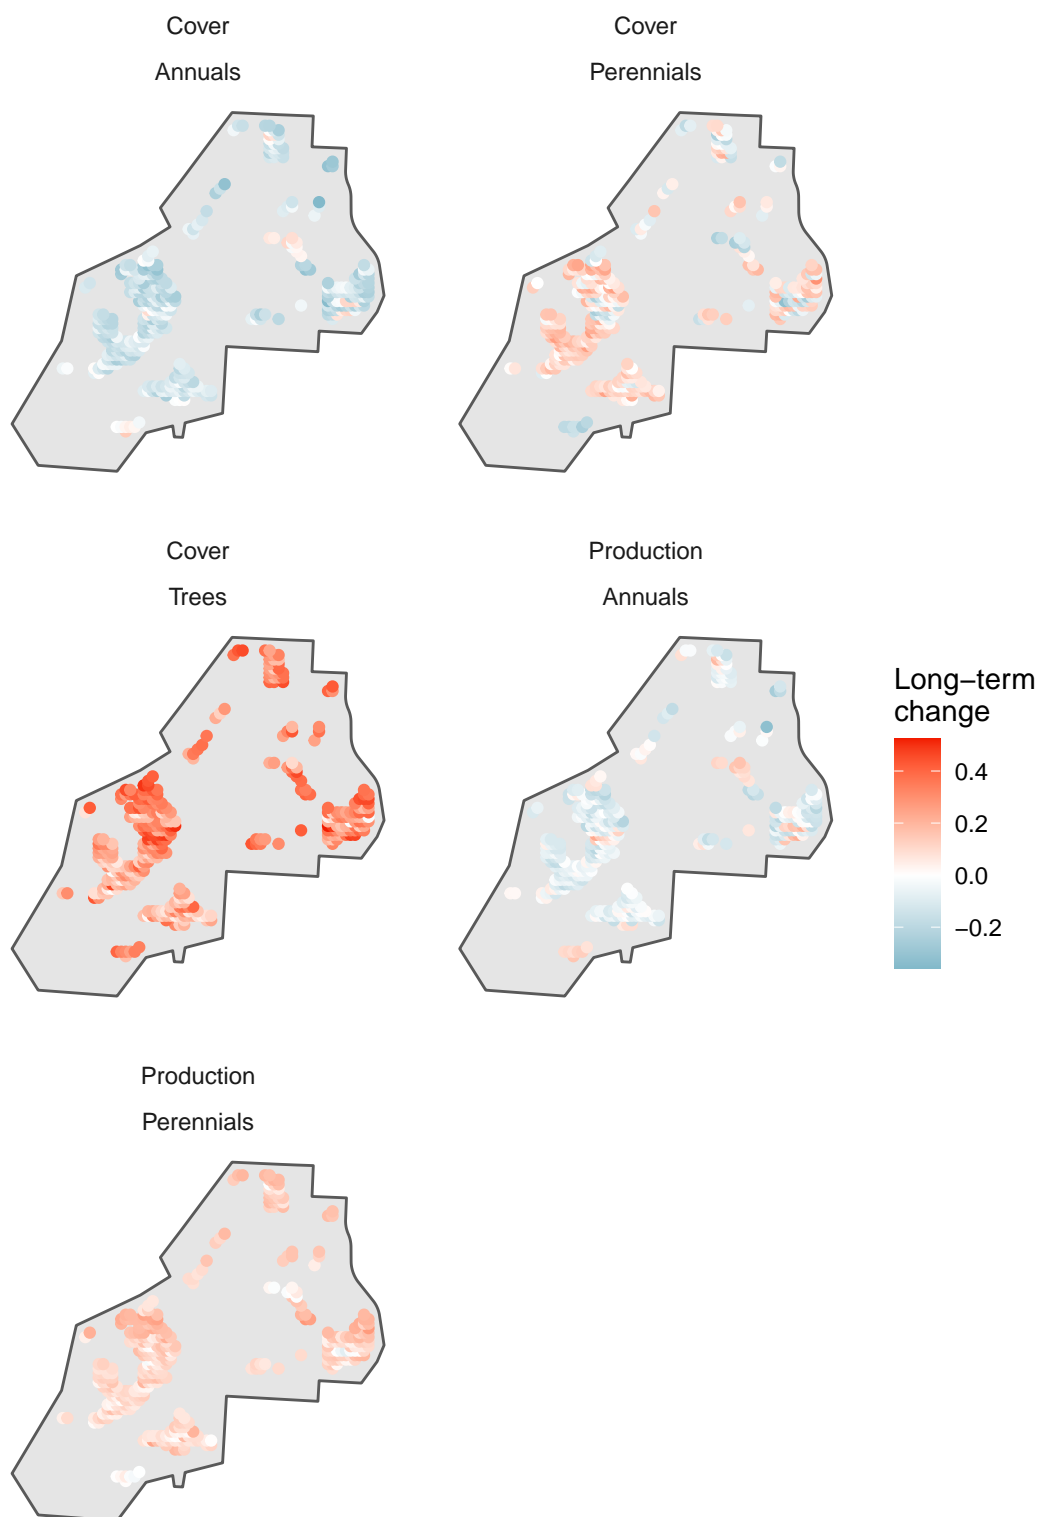 Cover
Annuals
Cover
Perennials
Cover
Trees
Production
Annuals
Long−term
change
0.4
0.2
0.0
−0.2
Production
Perennials